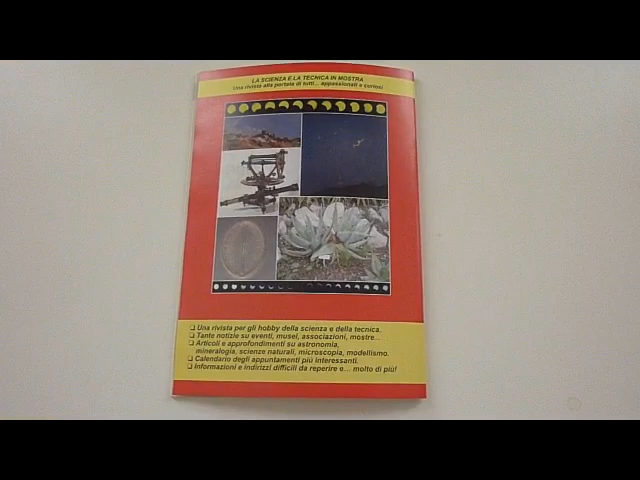 LA SCIENZA E LA TECNICA IN MOSTRA
Una rivista alla portata di tutti... appassionati e curiosi
❑ Una rivista per gli hobby della scienza e della tecnica.
❑ Tante notizie su eventi, musei, associazioni, mostre...
❑ Articoli e approfondimenti su astronomia,
mineralogia, scienze naturali, microscopia, modellismo.
❑ Calendario degli appuntamenti più interessanti.
❑ Informazioni e indirizzi difficili da reperire e... molto di più!